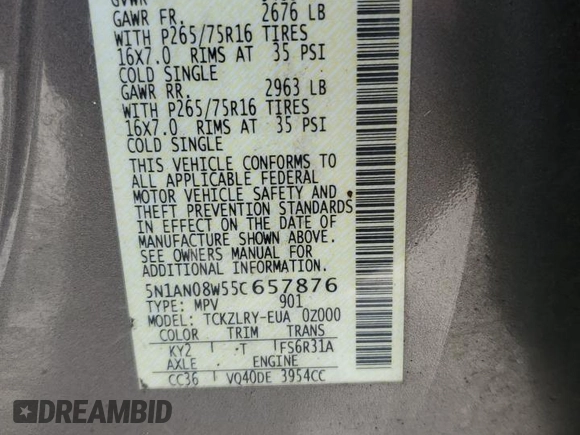 GVWR
GAWR FR. 2676 LB
WITH P265/75R16 TIRES
16x7.0 RIMS AT 35 PSI
COLD SINGLE
GAWR RR. 2963 LB
WITH P265/75R16 TIRES
16x7.0 RIMS AT 35 PSI
COLD SINGLE
THIS VEHICLE CONFORMS TO
ALL APPLICABLE FEDERAL
MOTOR VEHICLE SAFETY AND
THEFT PREVENTION STANDARDS
IN EFFECT ON THE DATE OF
MANUFACTURE SHOWN ABOVE.
SEE OWNERS MANUAL FOR
ADDITIONAL INFORMATION.
5N1AN08W55C657876
TYPE: MPV 901
MODEL: TCKZLRY-EUA 0Z000
COLOR TRIM TRANS
KY2 ·T FS6R31A
AXLE ENGINE
CC36 VQ40DE 3954CC
DREAMBID